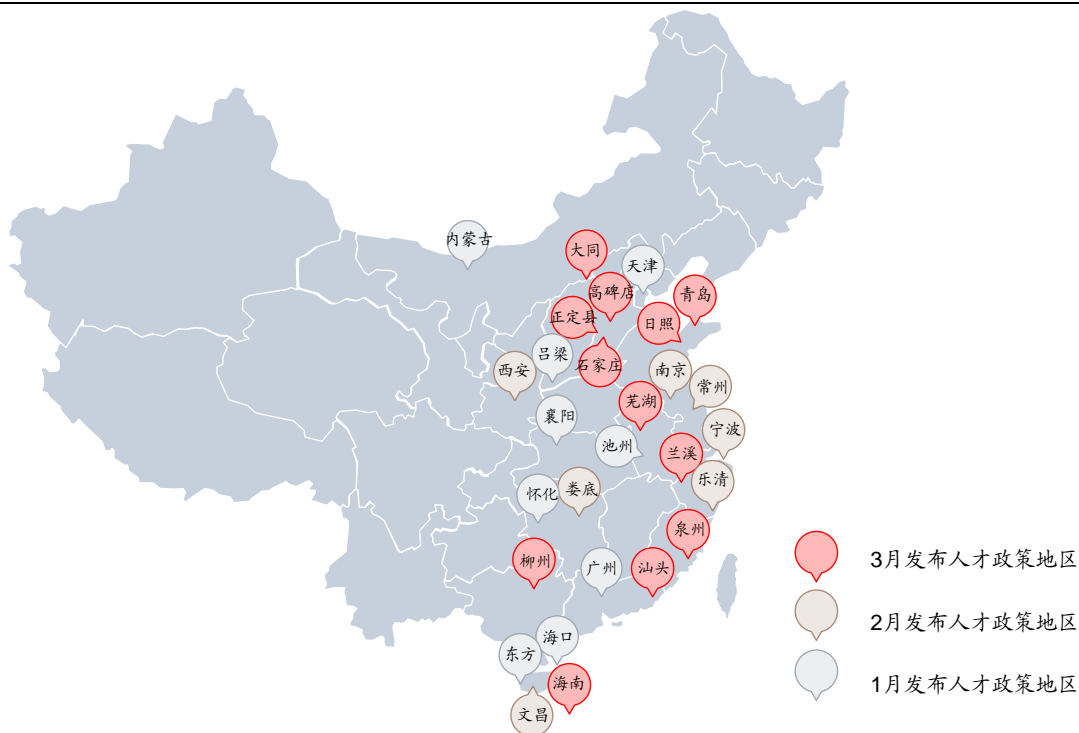 内蒙古
大同
天津
高碑店
青岛
正定县
日照
吕梁
石家庄
西安
南京
常州
芜湖
襄阳
宁波
池州
兰溪
乐清
怀化
娄底
泉州
柳州
广州
汕头
海口
东方
海南
文昌
3月发布人才政策地区
2月发布人才政策地区
1月发布人才政策地区